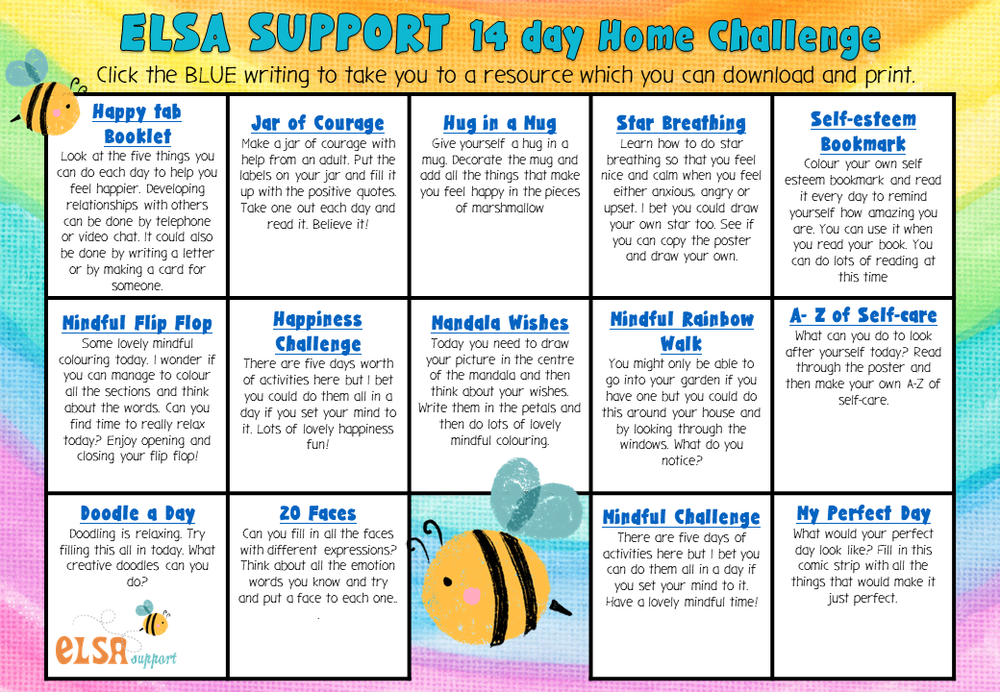 ELSA SUPPORT 14 day Home Challenge
Click the BLUE writing to take you to a resource which you can download and print.
Happy tab
Booklet
Look at the five things you
can do each day to help you
feel happier. Developing
relationships with others
can be done by telephone
or video chat. It could also
be done by writing a letter
or by making a card for
someone.
Jar of Courage
Make a jar of courage with
help from an adult. Put the
labels on your jar and fill it
up with the positive quotes.
Take one out each day and
read it. Believe it!
Hug in a Mug
Give yourself a hug in a
mug. Decorate the mug and
add all the things that make
you feel happy in the pieces
of marshmallow
Star Breathing
Learn how to do star
breathing so that you feel
nice and calm when you feel
either anxious, angry or
upset. I bet you could draw
your own star too. See if
you can copy the poster
and draw your own.
Self-esteem
Bookmark
Colour your own self
esteem bookmark and read
it every day to remind
yourself how amazing you
are. You can use it when
you read your book. You
can do lots of reading at
this time
Mindful Flip Flop
Some lovely mindful
colouring today. I wonder if
you can manage to colour
all the sections and think
about the words. Can you
find time to really relax
today? Enjoy opening and
closing your flip flop!
Happiness
Challenge
There are five days worth
of activities here but I bet
you could do them all in a
day if you set your mind to
it. Lots of lovely happiness
fun!
Mandala Wishes
Today you need to draw
your picture in the centre
of the mandala and then
think about your wishes.
Write them in the petals and
then do lots of lovely
mindful colouring.
Mindful Rainbow
Walk
You might only be able to
go into your garden if you
have one but you could do
this around your house and
by looking through the
windows. What do you
notice?
A- Z of Self-care
What can you do to look
after yourself today? Read
through the poster and
then make your own A-Z of
self-care.
Doodle a Day
Doodling is relaxing. Try
filling this all in today. What
creative doodles can you
do?
ELSA support
20 Faces
Can you fill in all the faces
with different expressions?
Think about all the emotion
words you know and try
and put a face to each one..
.
Mindful Challenge
There are five days of
activities here but I bet you
can do them all in a day if
you set your mind to it.
Have a lovely mindful time!
My Perfect Day
What would your perfect
day look like? Fill in this
comic strip with all the
things that would make it
just perfect.